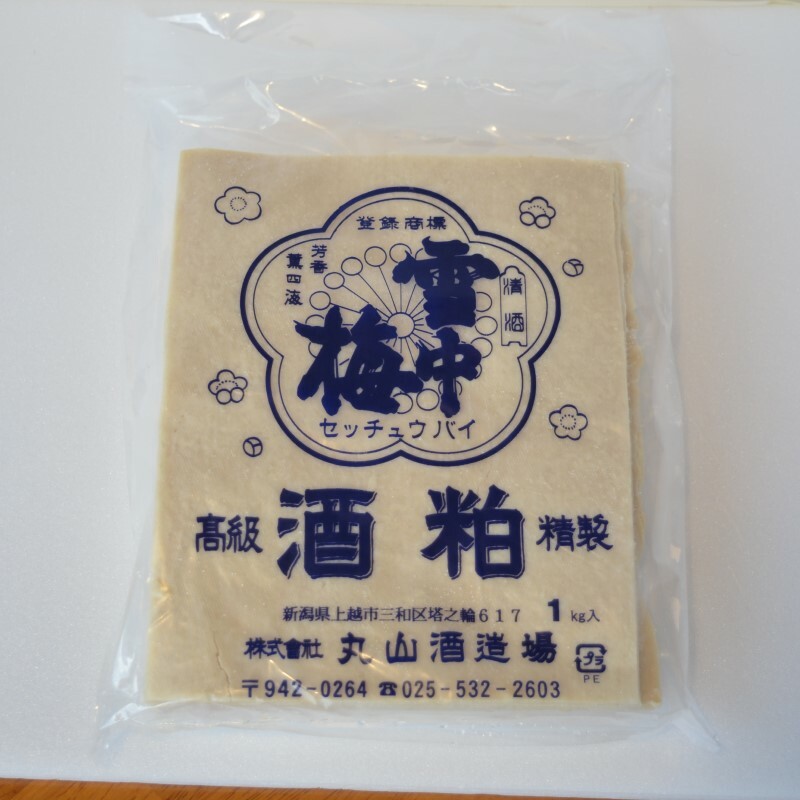 登録商標
芳香
薫四海
清酒
雪中
梅
セッチュウバイ
高級 酒粕 精製
新潟県上越市三和区塔之輪617 1kg入
株式會社 丸山酒造場
プラ
PE
〒942-0264 ☎025-532-2603